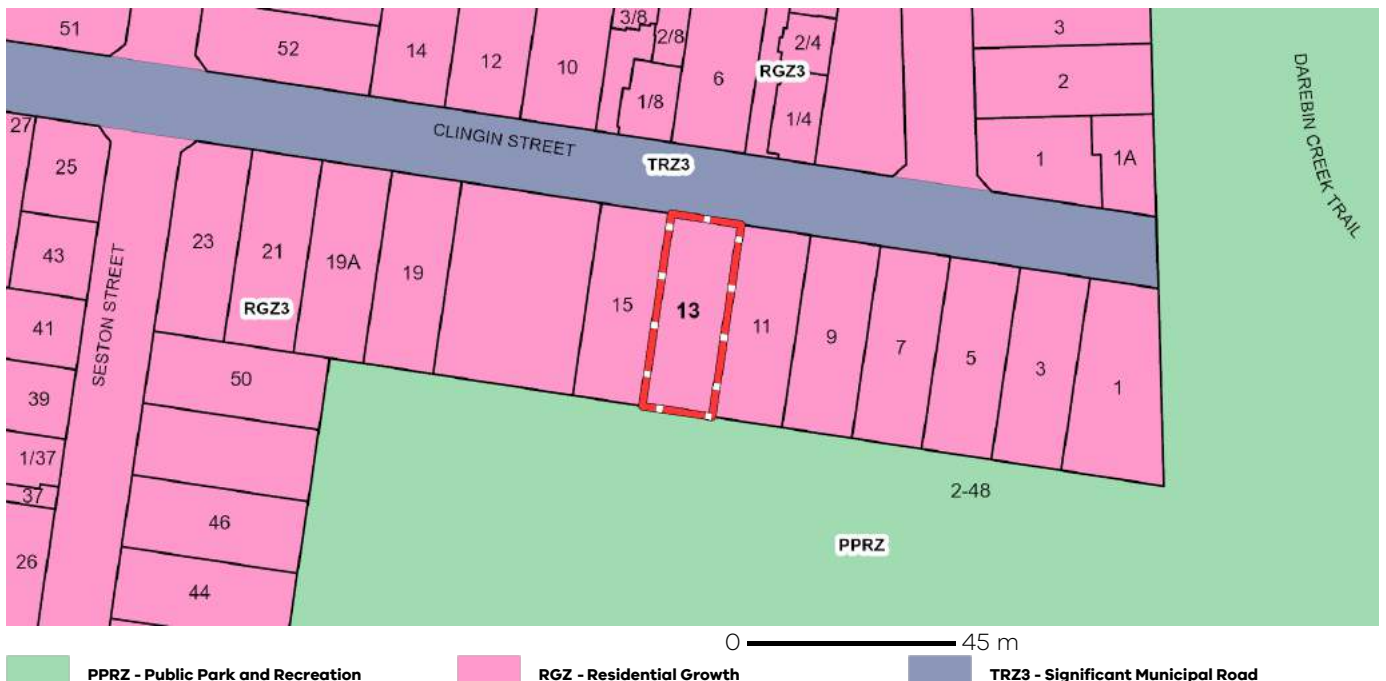 51
52
14
12
10
3/8
2/8
1/8
6
RGZ3
2/4
1/4
3
2
1
1A
DAREBIN CREEK TRAIL
CLINGIN STREET
TRZ3
27
25
43
41
39
1/37
37
26
SESTON STREET
23
21
19A
19
RGZ3
15
13
11
9
7
5
3
1
50
46
44
2-48
PPRZ
0 45 m
PPRZ - Public Park and Recreation
RGZ - Residential Growth
TRZ3 - Significant Municipal Road